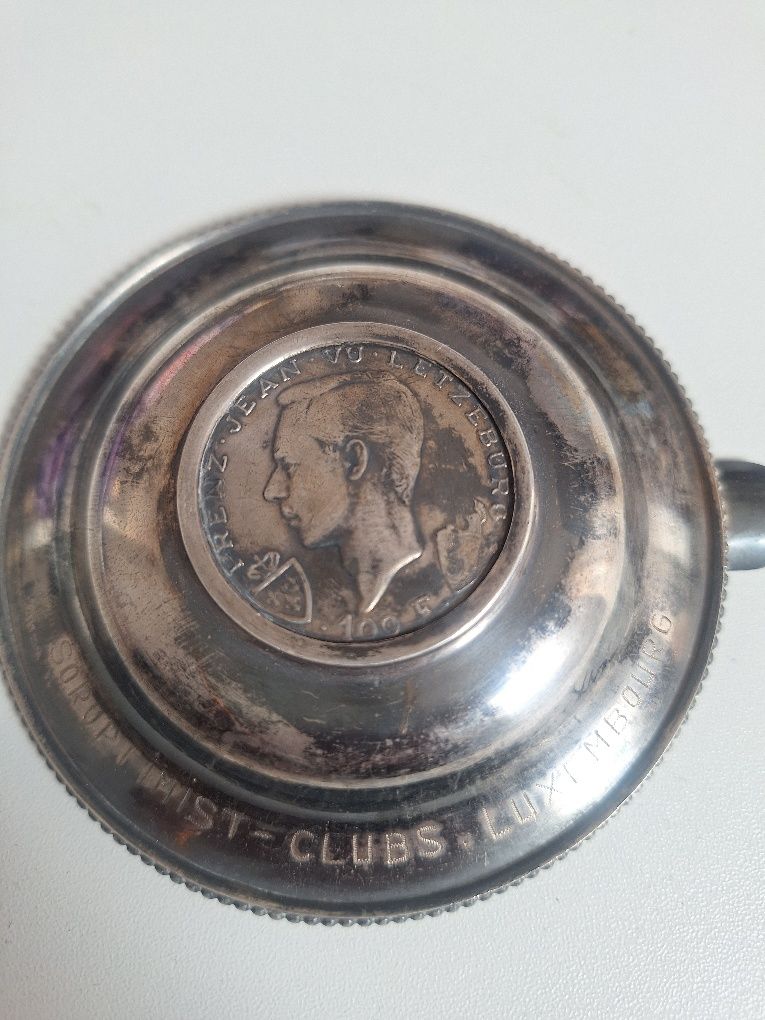 PRENZ · JEAN · VU · LETZEBURG
· 100 F ·
SOROPTIMIST-CLUBS. LUXEMBOURG